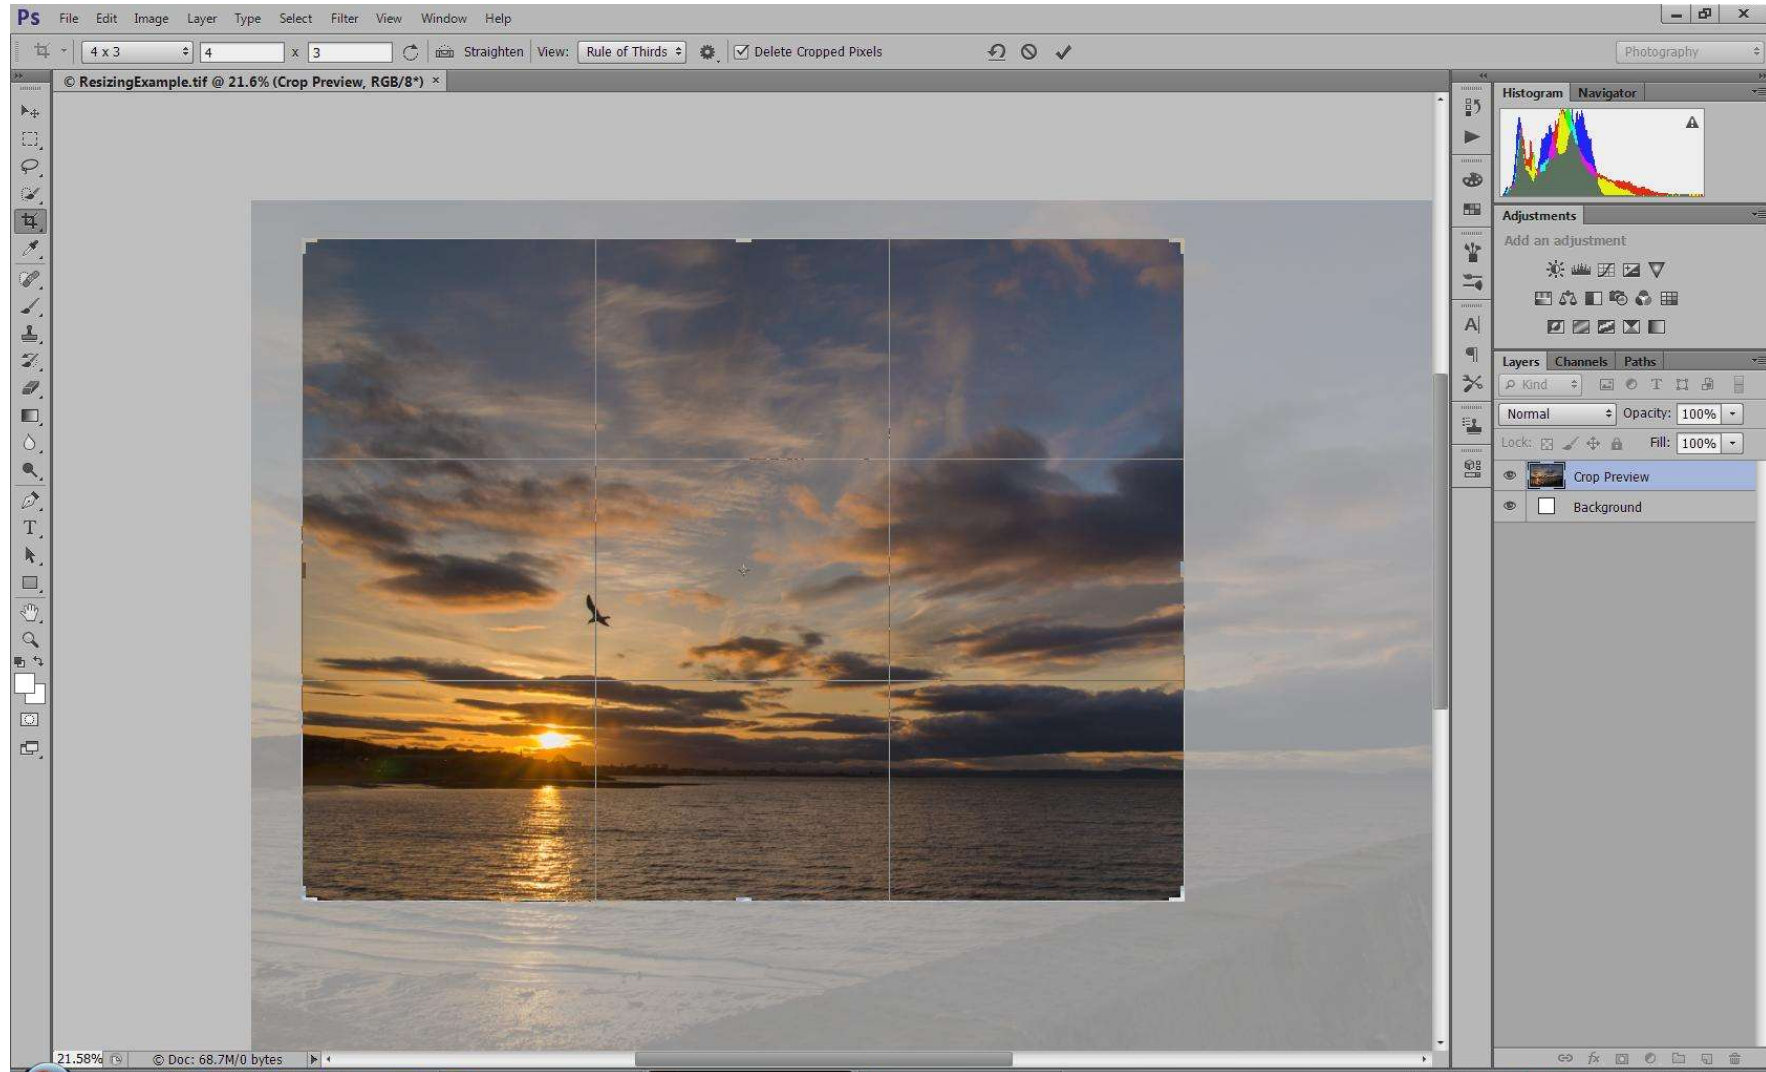 Ps File Edit Image Layer Type Select Filter View Window Help
4 x 3 4 x 3 Straighten View: Rule of Thirds Delete Cropped Pixels Photography
© ResizingExample.tif @ 21.6% (Crop Preview, RGB/8*) ×
Histogram Navigator
Adjustments
Add an adjustment
Layers Channels Paths
Kind
Normal Opacity: 100%
Lock: Fill: 100%
Crop Preview
Background
21.58% © Doc: 68.7M/0 bytes